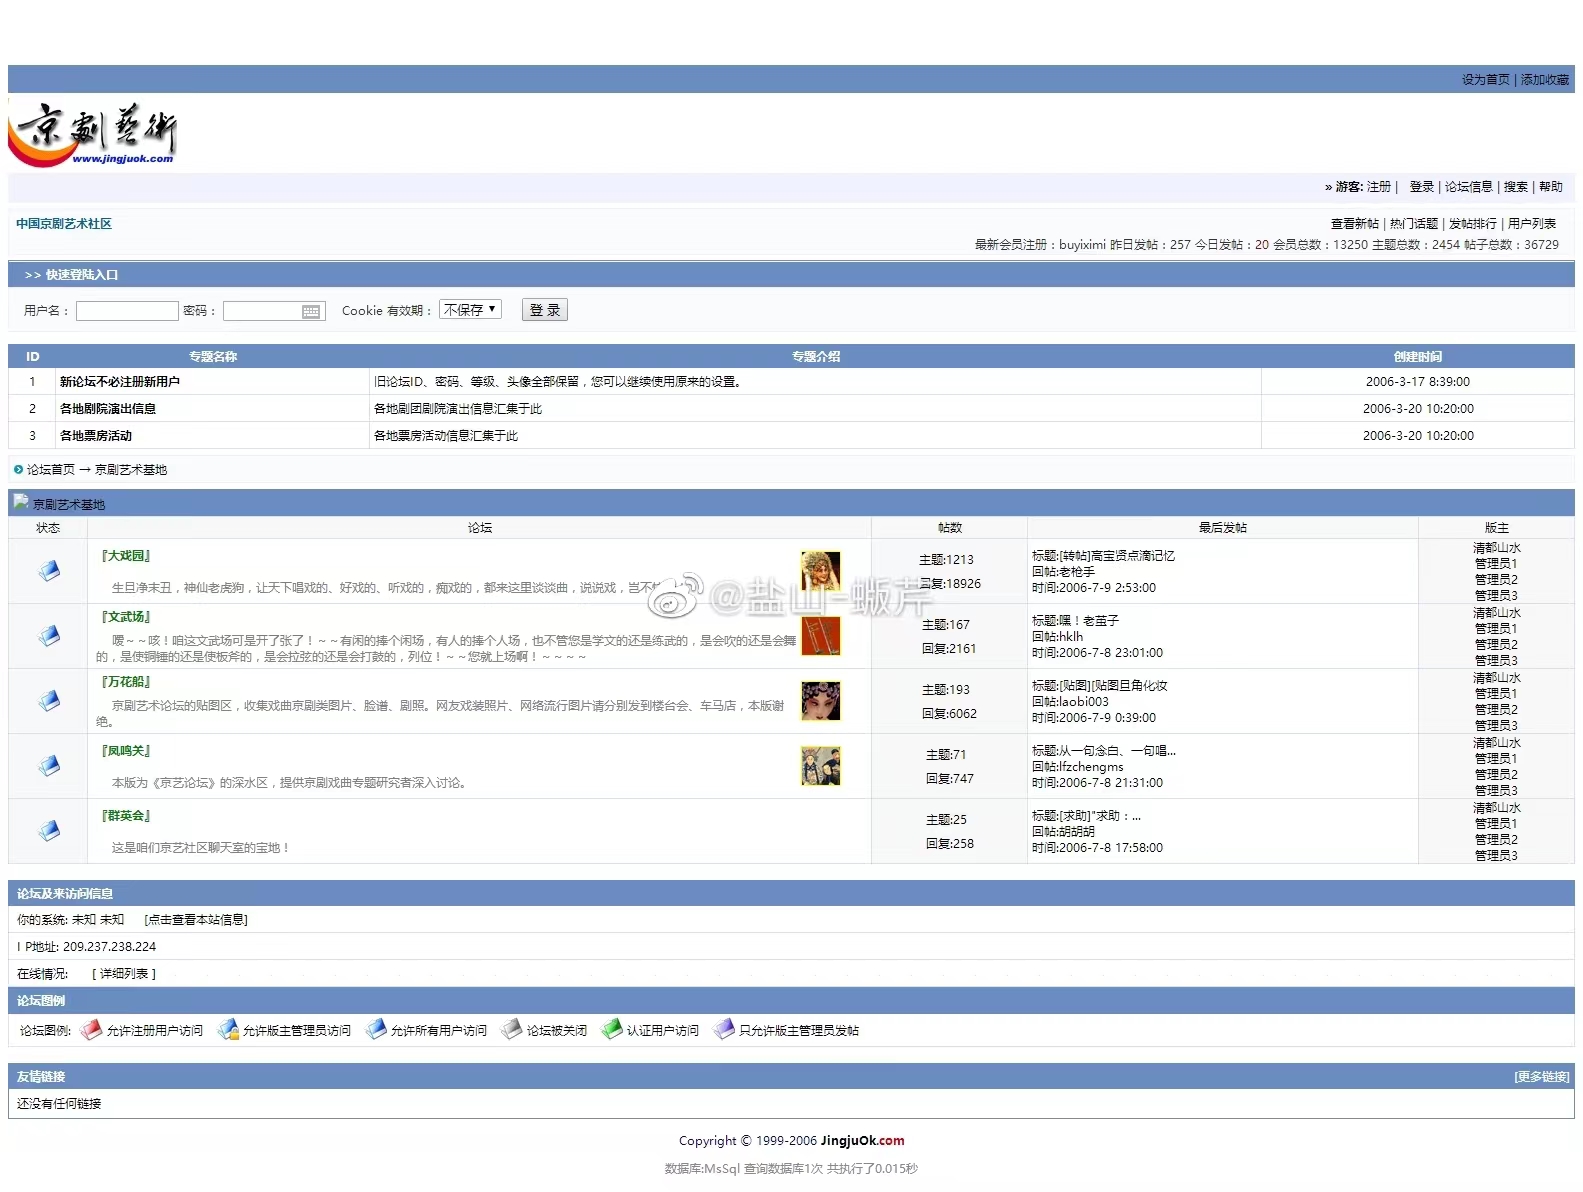 设为首页 | 添加收藏
京劇藝術
www.jingjuok.com
» 游客: 注册 | 登录 | 论坛信息 | 搜索 | 帮助
中国京剧艺术社区
查看新帖 | 热门话题 | 发帖排行 | 用户列表
最新会员注册：buyiximi 昨日发帖：257 今日发帖：20 会员总数：13250 主题总数：2454 帖子总数：36729
>> 快速登陆入口
用户名： 密码： Cookie 有效期： 不保存 登 录
ID 专题名称 专题介绍 创建时间
1 新论坛不必注册新用户 旧论坛ID、密码、等级、头像全部保留，您可以继续使用原来的设置。 2006-3-17 8:39:00
2 各地剧院演出信息 各地剧团剧院演出信息汇集于此 2006-3-20 10:20:00
3 各地票房活动 各地票房活动信息汇集于此 2006-3-20 10:20:00
论坛首页 → 京剧艺术基地
京剧艺术基地
状态 论坛 帖数 最后发帖 版主
『大戏园』
生旦净末丑，神仙老虎狗，让天下唱戏的、好戏的、听戏的，痴戏的，都来这里谈谈曲，说说戏，岂不
主题:1213
回复:18926
标题:[转帖]高宝贤点滴记忆
回帖:老枪手
时间:2006-7-9 2:53:00
清都山水
管理员1
管理员2
管理员3
@盐山-蝂芹
『文武场』
嗳～～咳！咱这文武场可是开了张了！～～有闲的捧个闲场，有人的捧个人场，也不管您是学文的还是练武的，是会吹的还是会舞
的，是使铜锤的还是使板斧的，是会拉弦的还是会打鼓的，列位！～～您就上场啊！～～～～
主题:167
回复:2161
标题:嘿！老茧子
回帖:hklh
时间:2006-7-8 23:01:00
清都山水
管理员1
管理员2
管理员3
『万花船』
京剧艺术论坛的贴图区，收集戏曲京剧类图片、脸谱、剧照。网友戏装照片、网络流行图片请分别发到楼台会、车马店，本版谢
绝。
主题:193
回复:6062
标题:[贴图][贴图旦角化妆
回帖:laobi003
时间:2006-7-9 0:39:00
清都山水
管理员1
管理员2
管理员3
『凤鸣关』
本版为《京艺论坛》的深水区，提供京剧戏曲专题研究者深入讨论。
主题:71
回复:747
标题:从一句念白、一句唱...
回帖:lfzchengms
时间:2006-7-8 21:31:00
清都山水
管理员1
管理员2
管理员3
『群英会』
这是咱们京艺社区聊天室的宝地！
主题:25
回复:258
标题:[求助]"求助：...
回帖:胡胡胡
时间:2006-7-8 17:58:00
清都山水
管理员1
管理员2
管理员3
论坛及来访问信息
你的系统: 未知 未知 [点击查看本站信息]
I P地址: 209.237.238.224
在线情况: [ 详细列表 ]
论坛图例
论坛图例: 允许注册用户访问 允许版主管理员访问 允许所有用户访问 论坛被关闭 认证用户访问 只允许版主管理员发帖
友情链接 [更多链接]
还没有任何链接
Copyright © 1999-2006 JingjuOk.com
数据库:MsSql 查询数据库1次 共执行了0.015秒